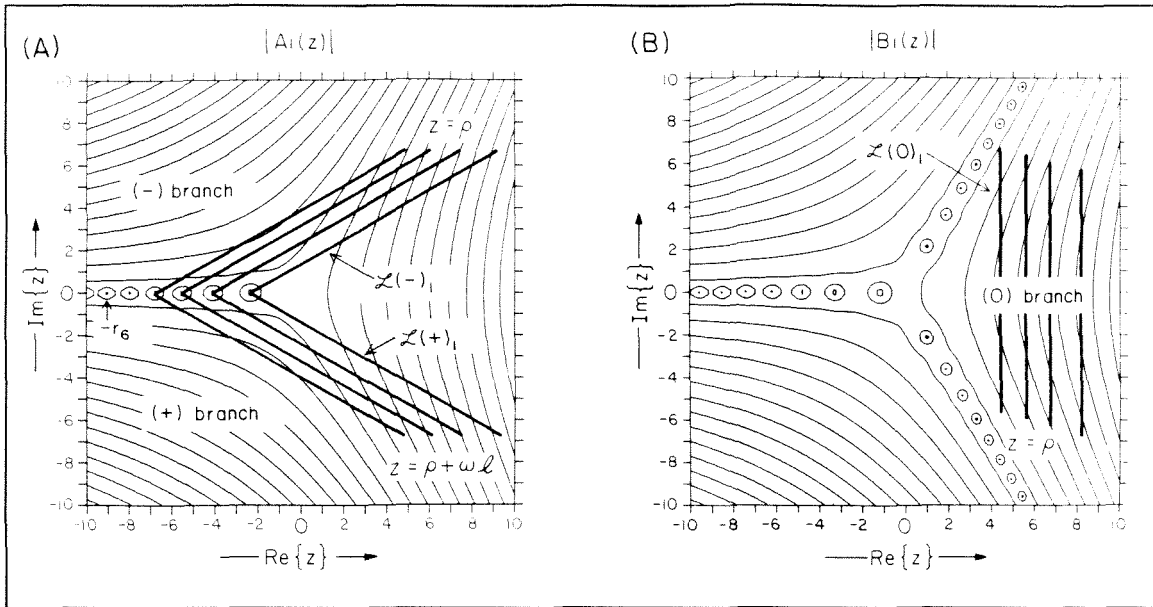 (A)
|Ai(z)|
10
8
6
4
2
0
-2
-4
-6
-8
-10
Im{z}
z = ρ
(-) branch
ℒ(-)₁
-r₆
ℒ(+)₁
(+) branch
z = ρ + ωℓ
-10 -8 -6 -4 -2 0 2 4 6 8 10
Re{z}
(B)
|Bi(z)|
10
8
6
4
2
0
-2
-4
-6
-8
-10
Im{z}
ℒ(0)₁
(0) branch
z = ρ
-10 -8 -6 -4 -2 0 2 4 6 8 10
Re{z}